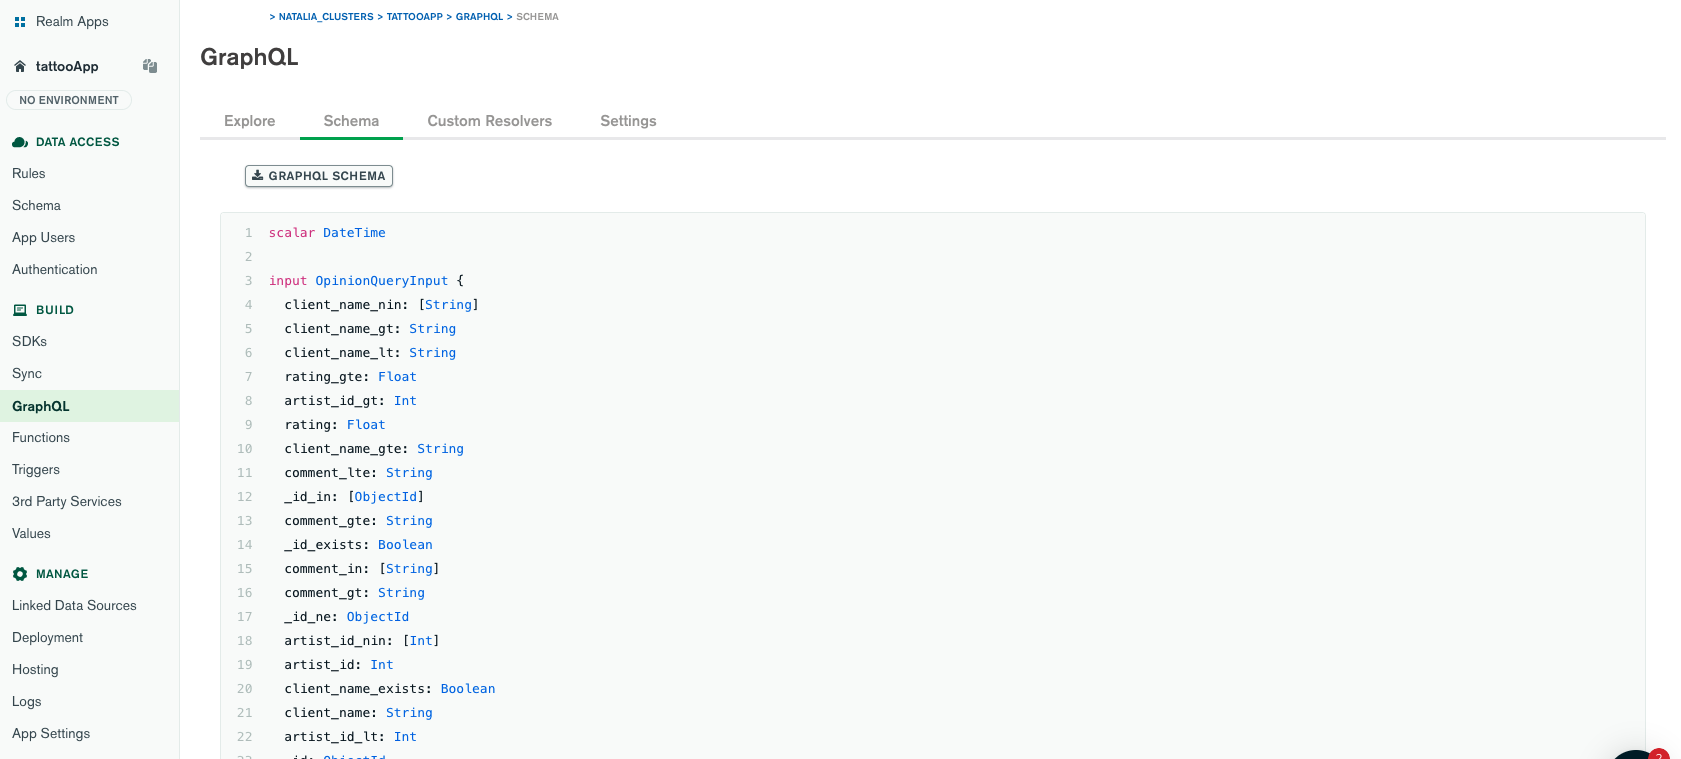 Realm Apps
tattooApp
NO ENVIRONMENT
DATA ACCESS
Rules
Schema
App Users
Authentication
BUILD
SDKs
Sync
GraphQL
Functions
Triggers
3rd Party Services
Values
MANAGE
Linked Data Sources
Deployment
Hosting
Logs
App Settings
> NATALIA_CLUSTERS > TATTOOAPP > GRAPHQL > SCHEMA
GraphQL
Explore Schema Custom Resolvers Settings
GRAPHQL SCHEMA
1 scalar DateTime
2
3 input OpinionQueryInput {
4 client_name_nin: [String]
5 client_name_gt: String
6 client_name_lt: String
7 rating_gte: Float
8 artist_id_gt: Int
9 rating: Float
10 client_name_gte: String
11 comment_lte: String
12 _id_in: [ObjectId]
13 comment_gte: String
14 _id_exists: Boolean
15 comment_in: [String]
16 comment_gt: String
17 _id_ne: ObjectId
18 artist_id_nin: [Int]
19 artist_id: Int
20 client_name_exists: Boolean
21 client_name: String
22 artist_id_lt: Int
23 _id: ObjectId
2